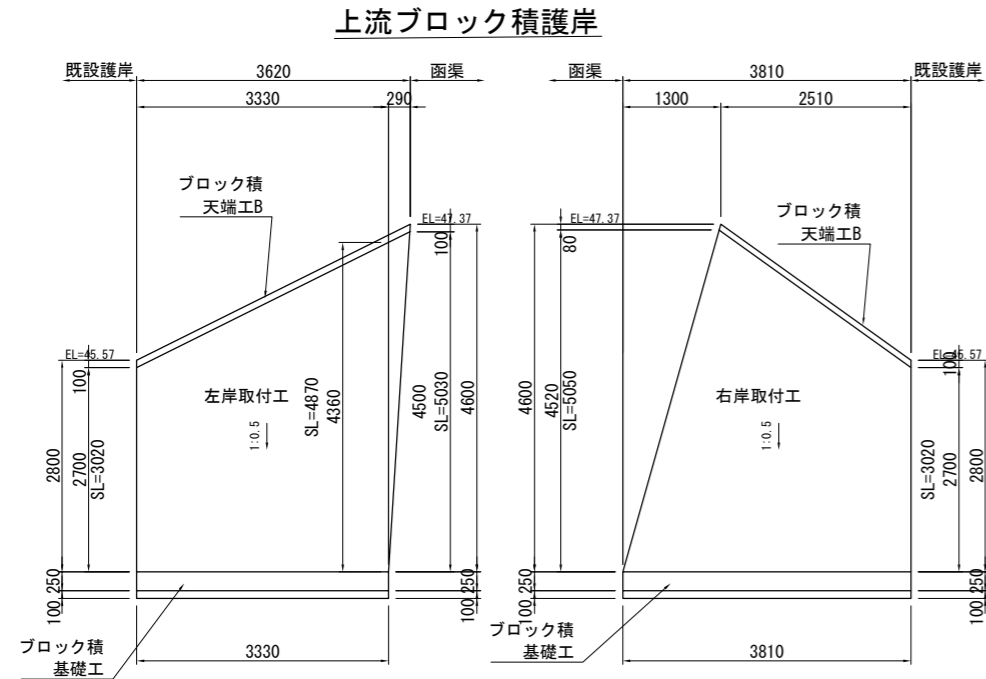 上流ブロック積護岸
既設護岸
3620
函渠
3330
290
ブロック積
天端工B
EL=47.37
100
EL=45.57
100
左岸取付工
1:0.5
SL=4870
4360
4500
SL=5030
4600
2800
2700
SL=3020
250
100
250
100
ブロック積
基礎工
3330
函渠
3810
既設護岸
1300
2510
EL=47.37
80
ブロック積
天端工B
EL=45.57
100
右岸取付工
1:0.5
4600
4520
SL=5050
SL=3020
2700
2800
250
100
250
100
ブロック積
基礎工
3810